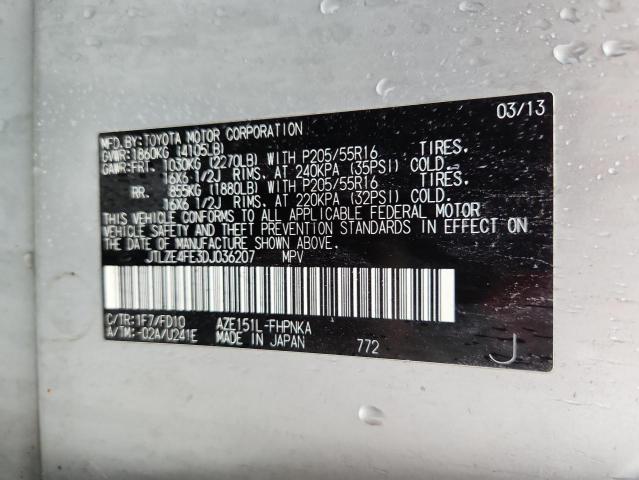 03/13
MFD. BY: TOYOTA MOTOR CORPORATION
GVWR: 1860KG (4105LB)
GAWR: FRT. 1030KG (2270LB) WITH P205/55R16 TIRES.
16X6 1/2J RIMS. AT 240KPA (35PSI) COLD.
RR. 855KG (1880LB) WITH P205/55R16 TIRES.
16X6 1/2J RIMS. AT 220KPA (32PSI) COLD.
THIS VEHICLE CONFORMS TO ALL APPLICABLE FEDERAL MOTOR
VEHICLE SAFETY AND THEFT PREVENTION STANDARDS IN EFFECT ON
THE DATE OF MANUFACTURE SHOWN ABOVE.
JTLZE4FE3DJ036207 MPV
C/TR: 1F7/FD10 AZE151L-FHPNKA
A/TM: -02A/U241E MADE IN JAPAN 772
J